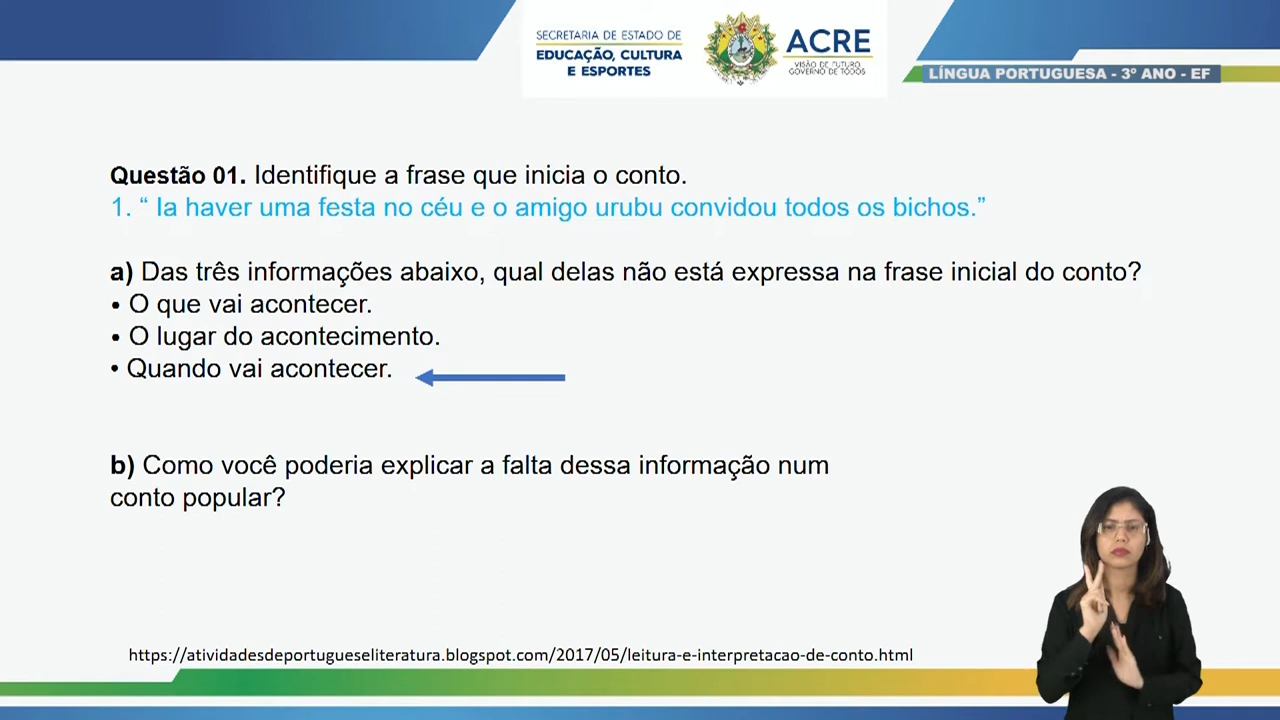 SECRETARIA DE ESTADO DE
EDUCAÇÃO, CULTURA
E ESPORTES
ACRE
VISÃO DE FUTURO,
GOVERNO DE TODOS
LÍNGUA PORTUGUESA - 3º ANO - EF
Questão 01. Identifique a frase que inicia o conto.
1. “ Ia haver uma festa no céu e o amigo urubu convidou todos os bichos.”
a) Das três informações abaixo, qual delas não está expressa na frase inicial do conto?
• O que vai acontecer.
• O lugar do acontecimento.
• Quando vai acontecer.
b) Como você poderia explicar a falta dessa informação num
conto popular?
https://atividadesdeportugueseliteratura.blogspot.com/2017/05/leitura-e-interpretacao-de-conto.html